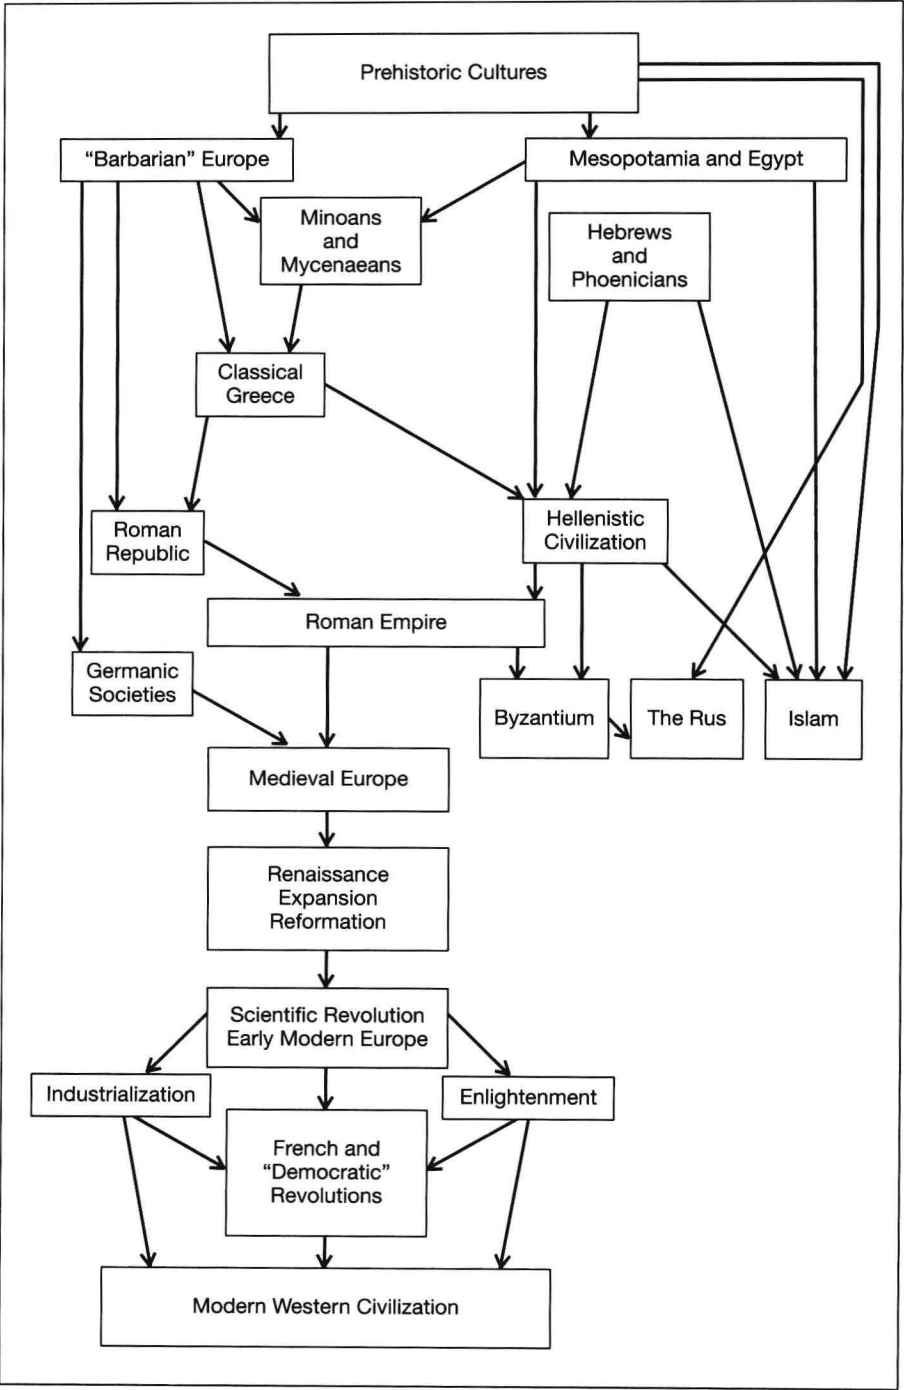 Prehistoric Cultures
“Barbarian” Europe
Mesopotamia and Egypt
Minoans
and
Mycenaeans
Hebrews
and
Phoenicians
Classical
Greece
Roman
Republic
Hellenistic
Civilization
Roman Empire
Germanic
Societies
Byzantium
The Rus
Islam
Medieval Europe
Renaissance
Expansion
Reformation
Scientific Revolution
Early Modern Europe
Industrialization
Enlightenment
French and
“Democratic”
Revolutions
Modern Western Civilization